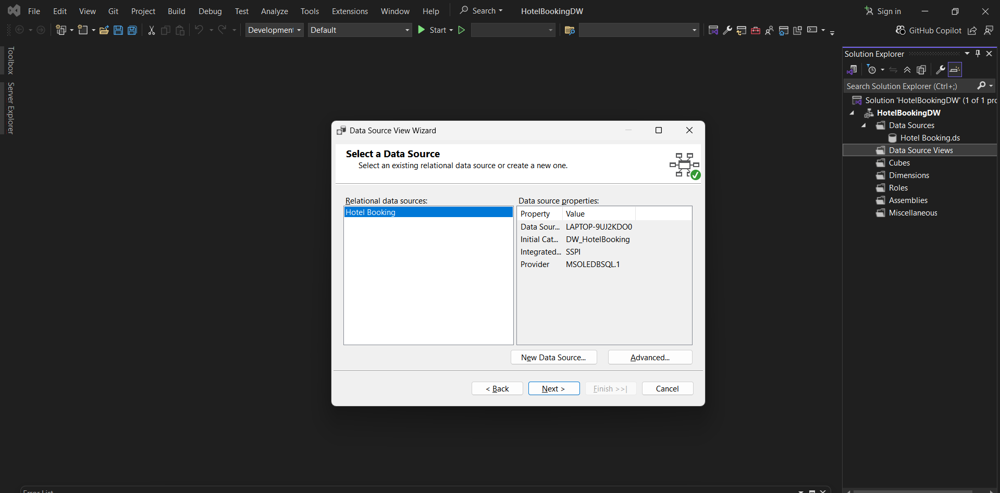 File Edit View Git Project Build Debug Test Analyze Tools Extensions Window Help Search HotelBookingDW Sign in
Development Default Start GitHub Copilot
Toolbox
Server Explorer
Solution Explorer
Search Solution Explorer (Ctrl+;)
Solution 'HotelBookingDW' (1 of 1 pro
HotelBookingDW
Data Sources
Hotel Booking.ds
Data Source Views
Cubes
Dimensions
Roles
Assemblies
Miscellaneous
Data Source View Wizard
Select a Data Source
Select an existing relational data source or create a new one.
Relational data sources:
Hotel Booking
Data source properties:
Property Value
Data Sour... LAPTOP-9UJ2KDO0
Initial Cat... DW_HotelBooking
Integrated... SSPI
Provider MSOLEDBSQL.1
New Data Source... Advanced...
< Back Next > Finish >>| Cancel
Error List